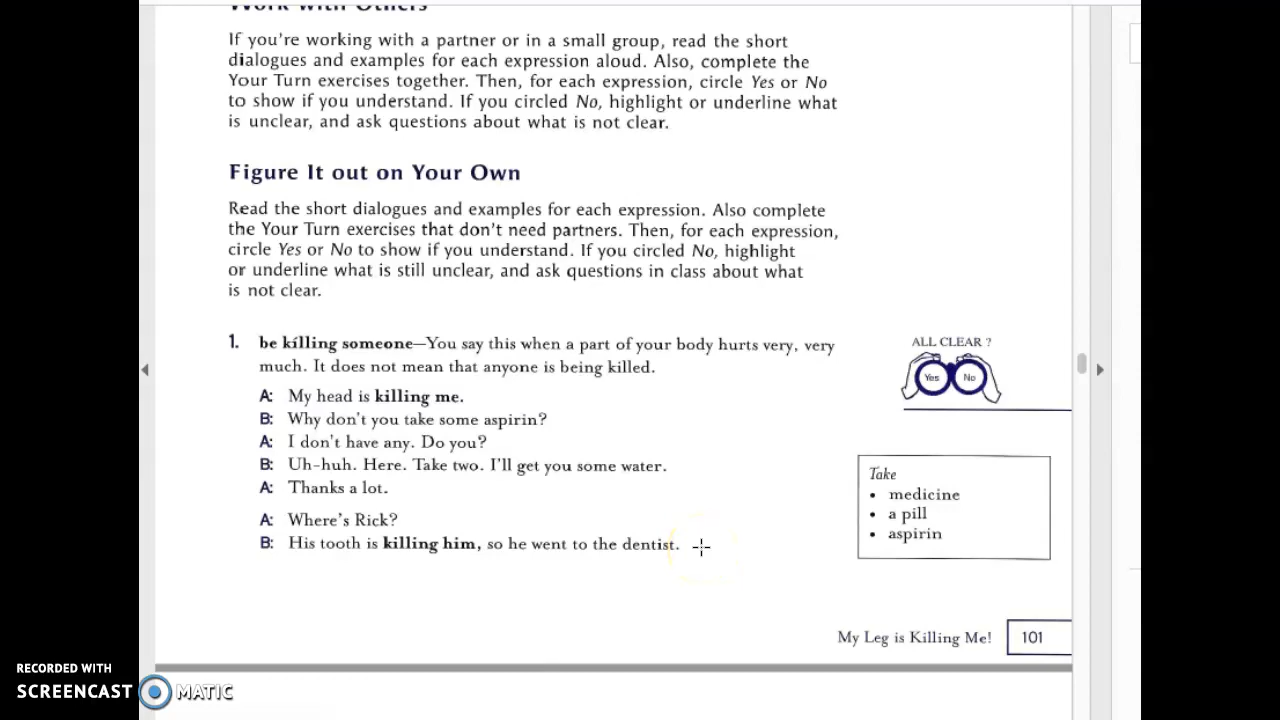 Work with Others
If you're working with a partner or in a small group, read the short
dialogues and examples for each expression aloud. Also, complete the
Your Turn exercises together. Then, for each expression, circle Yes or No
to show if you understand. If you circled No, highlight or underline what
is unclear, and ask questions about what is not clear.
Figure It out on Your Own
Read the short dialogues and examples for each expression. Also complete
the Your Turn exercises that don't need partners. Then, for each expression,
circle Yes or No to show if you understand. If you circled No, highlight
or underline what is still unclear, and ask questions in class about what
is not clear.
1. be killing someone—You say this when a part of your body hurts very, very
much. It does not mean that anyone is being killed.
A: My head is killing me.
B: Why don't you take some aspirin?
A: I don't have any. Do you?
B: Uh-huh. Here. Take two. I'll get you some water.
A: Thanks a lot.
A: Where's Rick?
B: His tooth is killing him, so he went to the dentist.
ALL CLEAR ?
Yes No
Take
• medicine
• a pill
• aspirin
My Leg is Killing Me! 101
RECORDED WITH
SCREENCAST MATIC